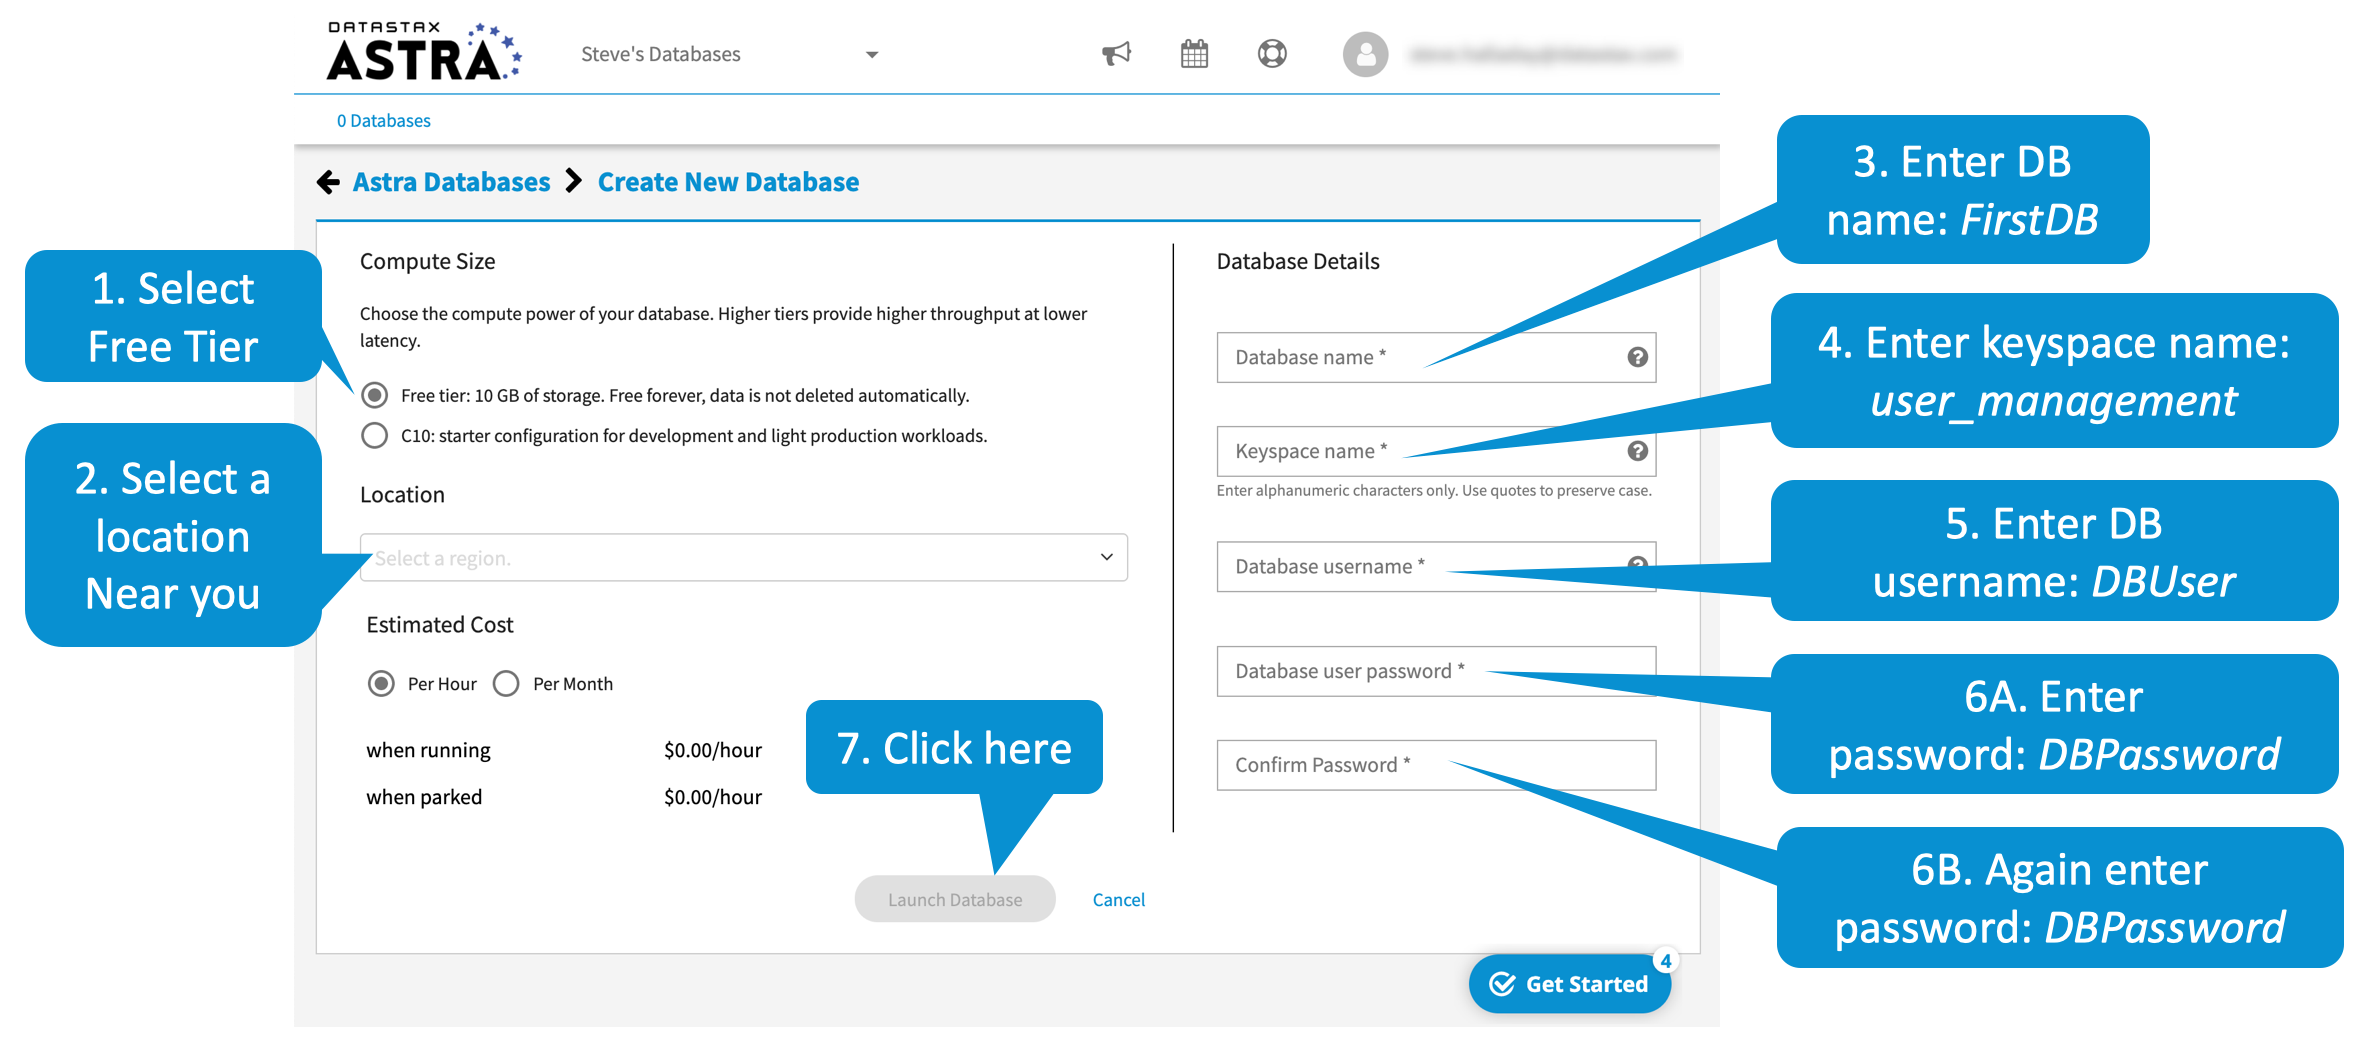 DATASTAX
ASTRA
Steve's Databases
0 Databases
Astra Databases
Create New Database
1. Select
Free Tier
2. Select a
location
Near you
Compute Size
Choose the compute power of your database. Higher tiers provide higher throughput at lower
latency.
Free tier: 10 GB of storage. Free forever, data is not deleted automatically.
C10: starter configuration for development and light production workloads.
Location
Select a region.
Estimated Cost
Per Hour
Per Month
when running
$0.00/hour
when parked
$0.00/hour
7. Click here
Launch Database
Cancel
Database Details
Database name *
Keyspace name *
Enter alphanumeric characters only. Use quotes to preserve case.
Database username *
Database user password *
Confirm Password *
3. Enter DB
name: FirstDB
4. Enter keyspace name:
user_management
5. Enter DB
username: DBUser
6A. Enter
password: DBPassword
6B. Again enter
password: DBPassword
4
Get Started